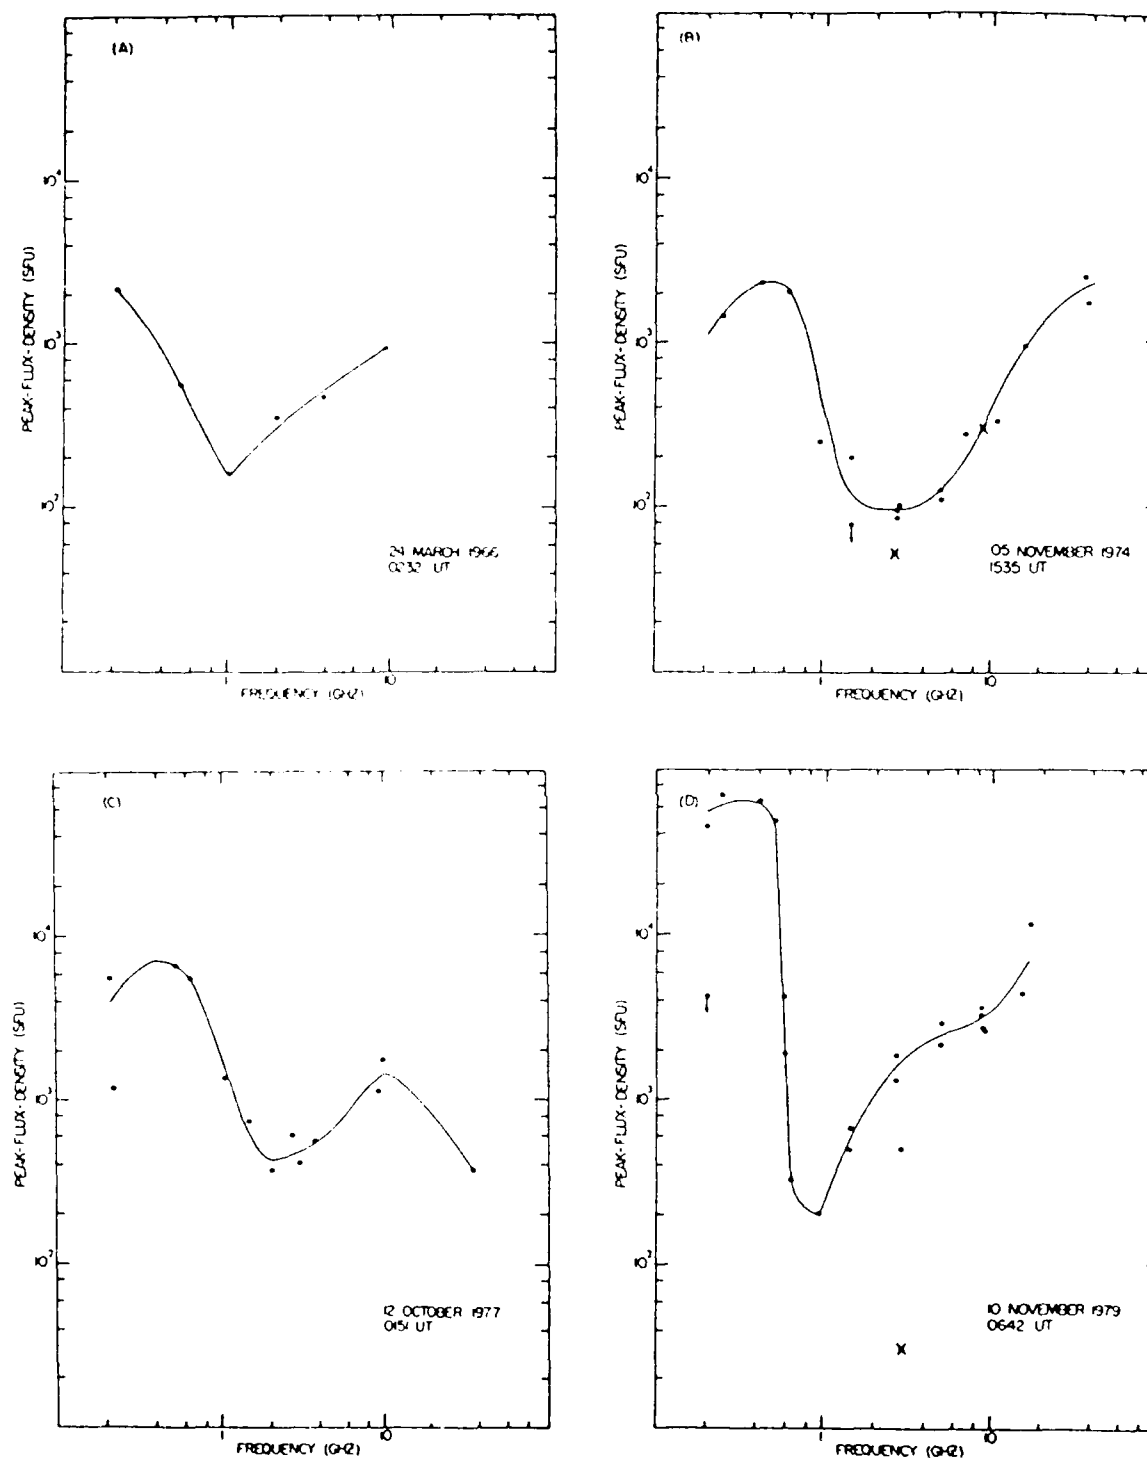 (A)
10⁴
10³
10²
PEAK-FLUX-DENSITY (SFU)
24 MARCH 1966
0232 UT
1
10
FREQUENCY (GHZ)
(B)
10⁴
10³
10²
PEAK-FLUX-DENSITY (SFU)
05 NOVEMBER 1974
1535 UT
1
10
FREQUENCY (GHZ)
(C)
10⁴
10³
10²
PEAK-FLUX-DENSITY (SFU)
12 OCTOBER 1977
0151 UT
1
10
FREQUENCY (GHZ)
(D)
10⁴
10³
10²
PEAK-FLUX-DENSITY (SFU)
10 NOVEMBER 1979
0642 UT
1
10
FREQUENCY (GHZ)